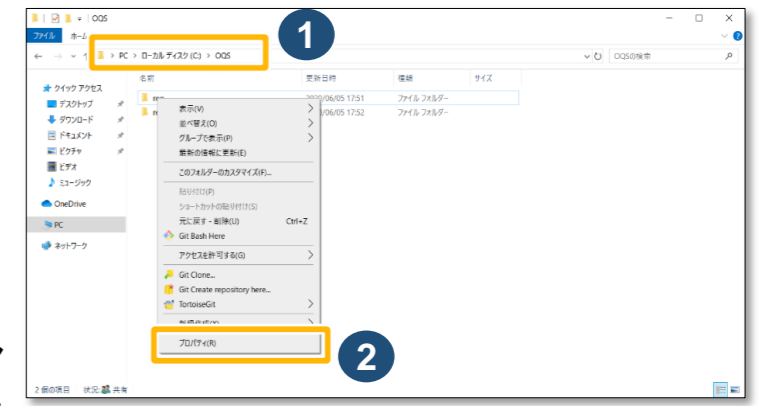 OQS
ファイル ホーム
1
PC > ローカル ディスク (C:) > OQS
OQSの検索
名前 更新日時 種類 サイズ
クイック アクセス
デスクトップ
ダウンロード
ドキュメント
ピクチャ
ビデオ
ミュージック
OneDrive
PC
ネットワーク
2020/06/05 17:51 ファイル フォルダー
/06/05 17:52 ファイル フォルダー
表示(V)
並べ替え(O)
グループで表示(P)
最新の情報に更新(E)
このフォルダーのカスタマイズ(F)...
貼り付け(P)
ショートカットの貼り付け(S)
元に戻す - 削除(U) Ctrl+Z
Git Bash Here
アクセスを許可する(G)
Git Clone...
Git Create repository here...
TortoiseGit
プロパティ(R)
2
2 個の項目 状況: 共有